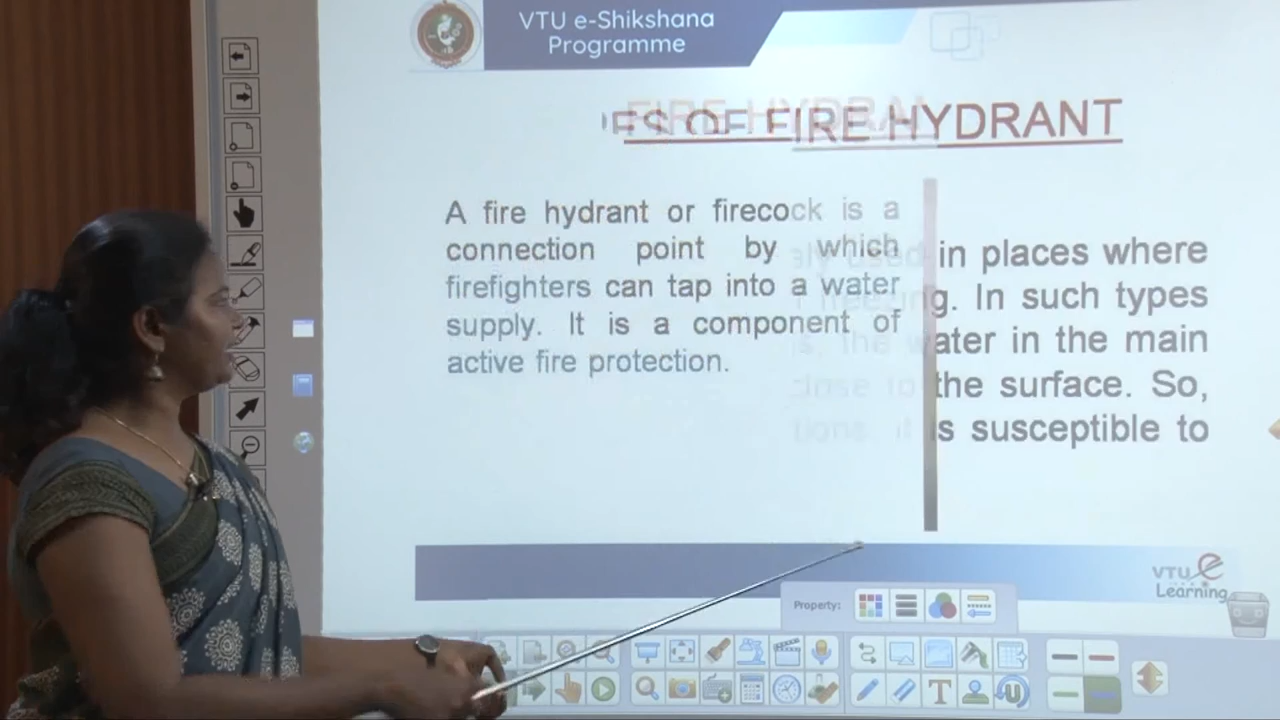 VTU e-Shikshana
Programme
FIRE HYDRANT
A fire hydrant or firecock is a
connection point by which
firefighters can tap into a water
supply. It is a component of
active fire protection.
in places where
g. In such types
the water in the main
close to the surface. So,
is susceptible to
VTU e
Learning
Property:
T